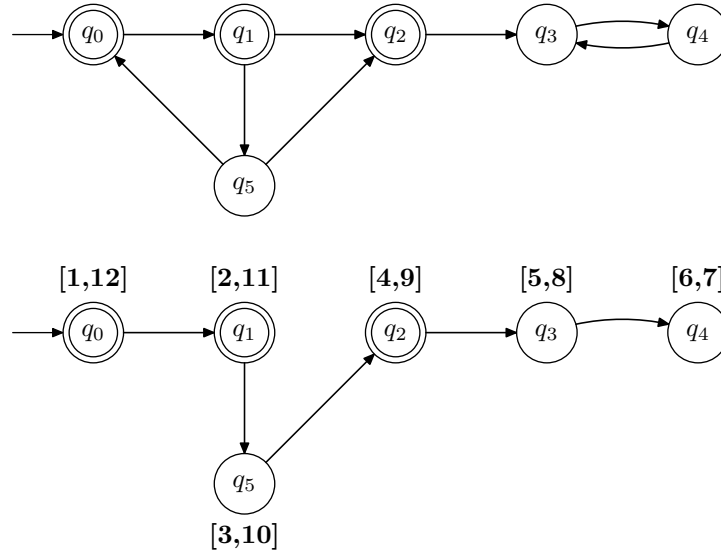 q0 q1 q2 q3 q4
q5
[1,12] [2,11] [4,9] [5,8] [6,7]
q0 q1 q2 q3 q4
q5
[3,10]